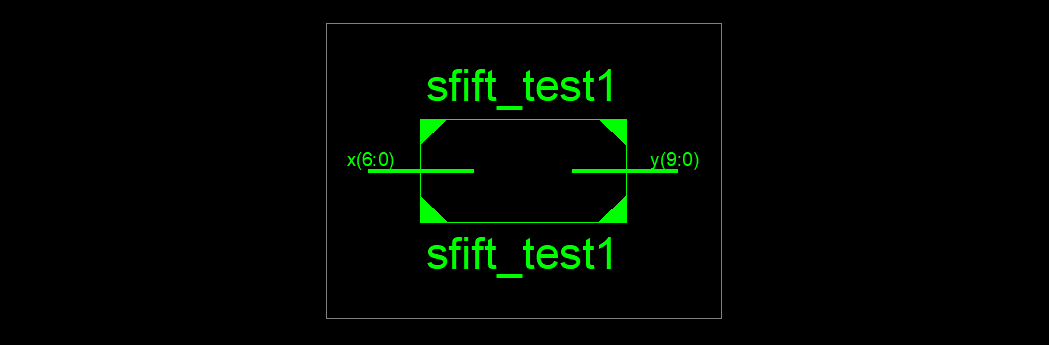 sfift_test1
x(6:0)
y(9:0)
sfift_test1